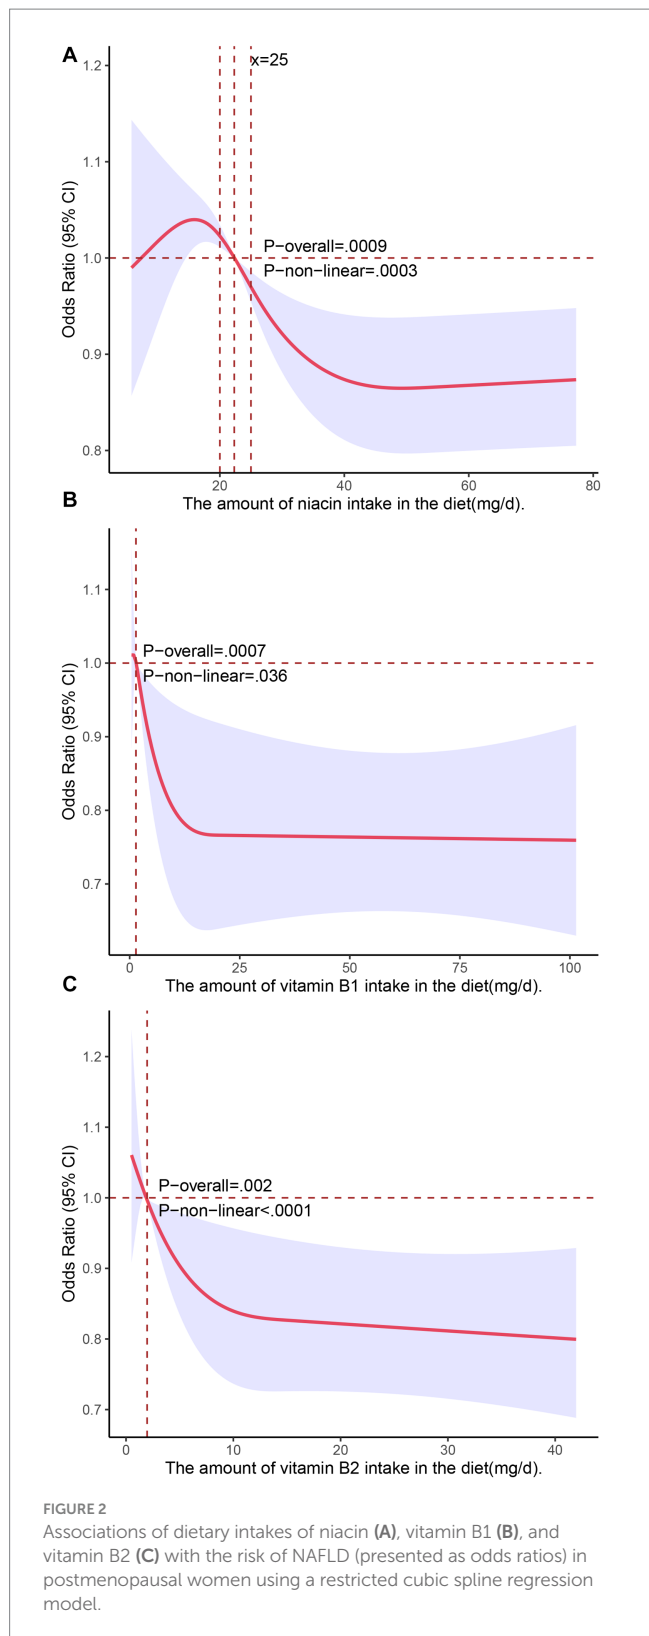 A
1.2
x=25
1.1
P−overall=.0009
1.0
P−non−linear=.0003
0.9
0.8
Odds Ratio (95% CI)
20
40
60
80
The amount of niacin intake in the diet(mg/d).
B
1.1
P−overall=.0007
1.0
P−non−linear=.036
0.9
0.8
0.7
Odds Ratio (95% CI)
0
25
50
75
100
The amount of vitamin B1 intake in the diet(mg/d).
C
1.2
1.1
P−overall=.002
1.0
P−non−linear<.0001
0.9
0.8
0.7
Odds Ratio (95% CI)
0
10
20
30
40
The amount of vitamin B2 intake in the diet(mg/d).
FIGURE 2
Associations of dietary intakes of niacin (A), vitamin B1 (B), and
vitamin B2 (C) with the risk of NAFLD (presented as odds ratios) in
postmenopausal women using a restricted cubic spline regression
model.